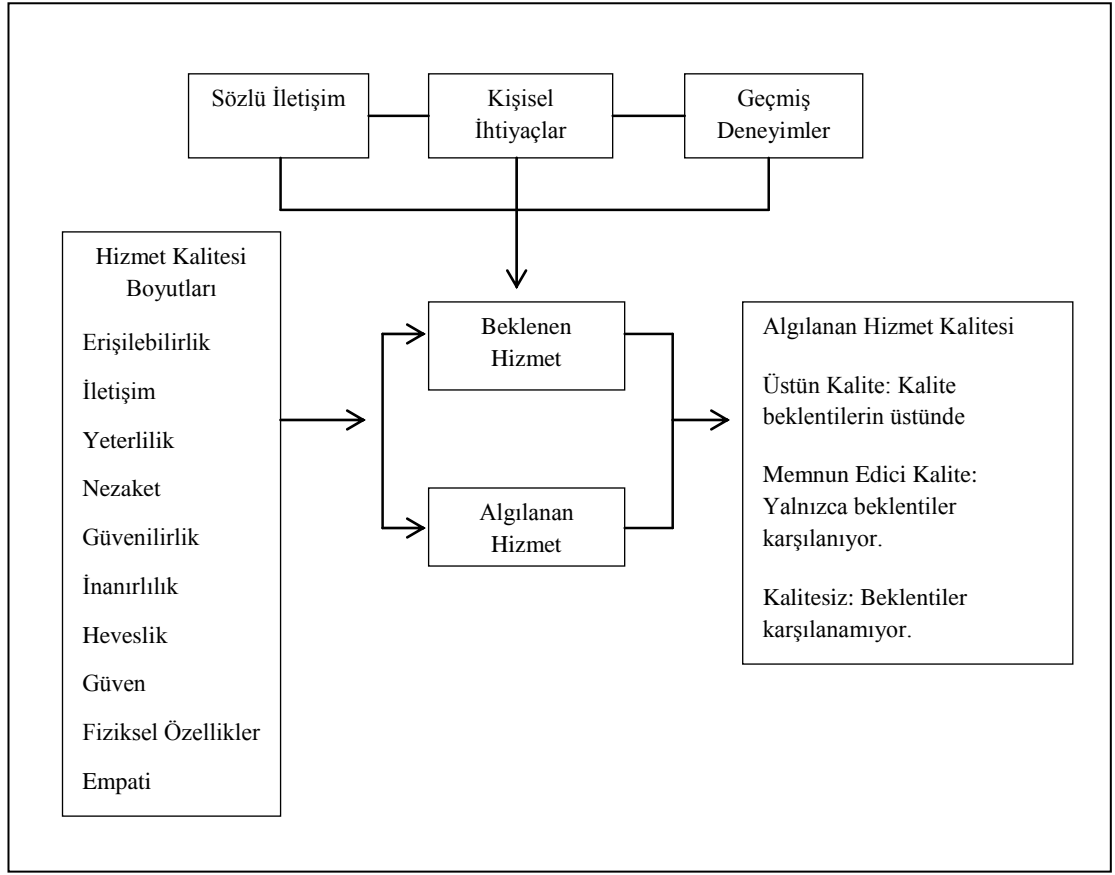 Sözlü İletişim
Kişisel
İhtiyaçlar
Geçmiş
Deneyimler
Hizmet Kalitesi
Boyutları
Erişilebilirlik
İletişim
Yeterlilik
Nezaket
Güvenilirlik
İnanırlılık
Heveslik
Güven
Fiziksel Özellikler
Empati
Beklenen
Hizmet
Algılanan
Hizmet
Algılanan Hizmet Kalitesi
Üstün Kalite: Kalite
beklentilerin üstünde
Memnun Edici Kalite:
Yalnızca beklentiler
karşılanıyor.
Kalitesiz: Beklentiler
karşılanamıyor.